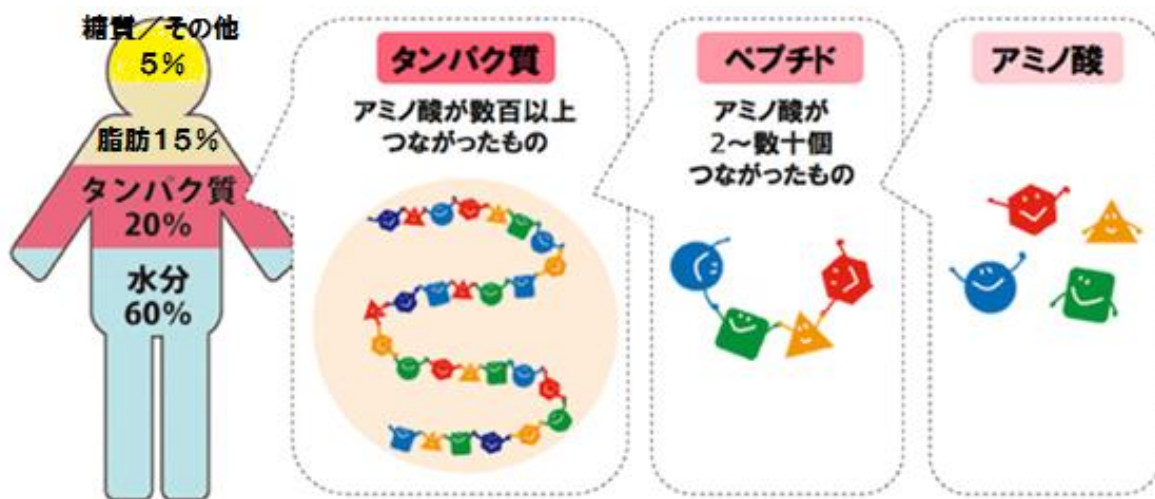 糖質／その他
５％
脂肪１５％
タンパク質
20%
水分
60%
タンパク質
アミノ酸が数百以上
つながったもの
ペプチド
アミノ酸が
2〜数十個
つながったもの
アミノ酸